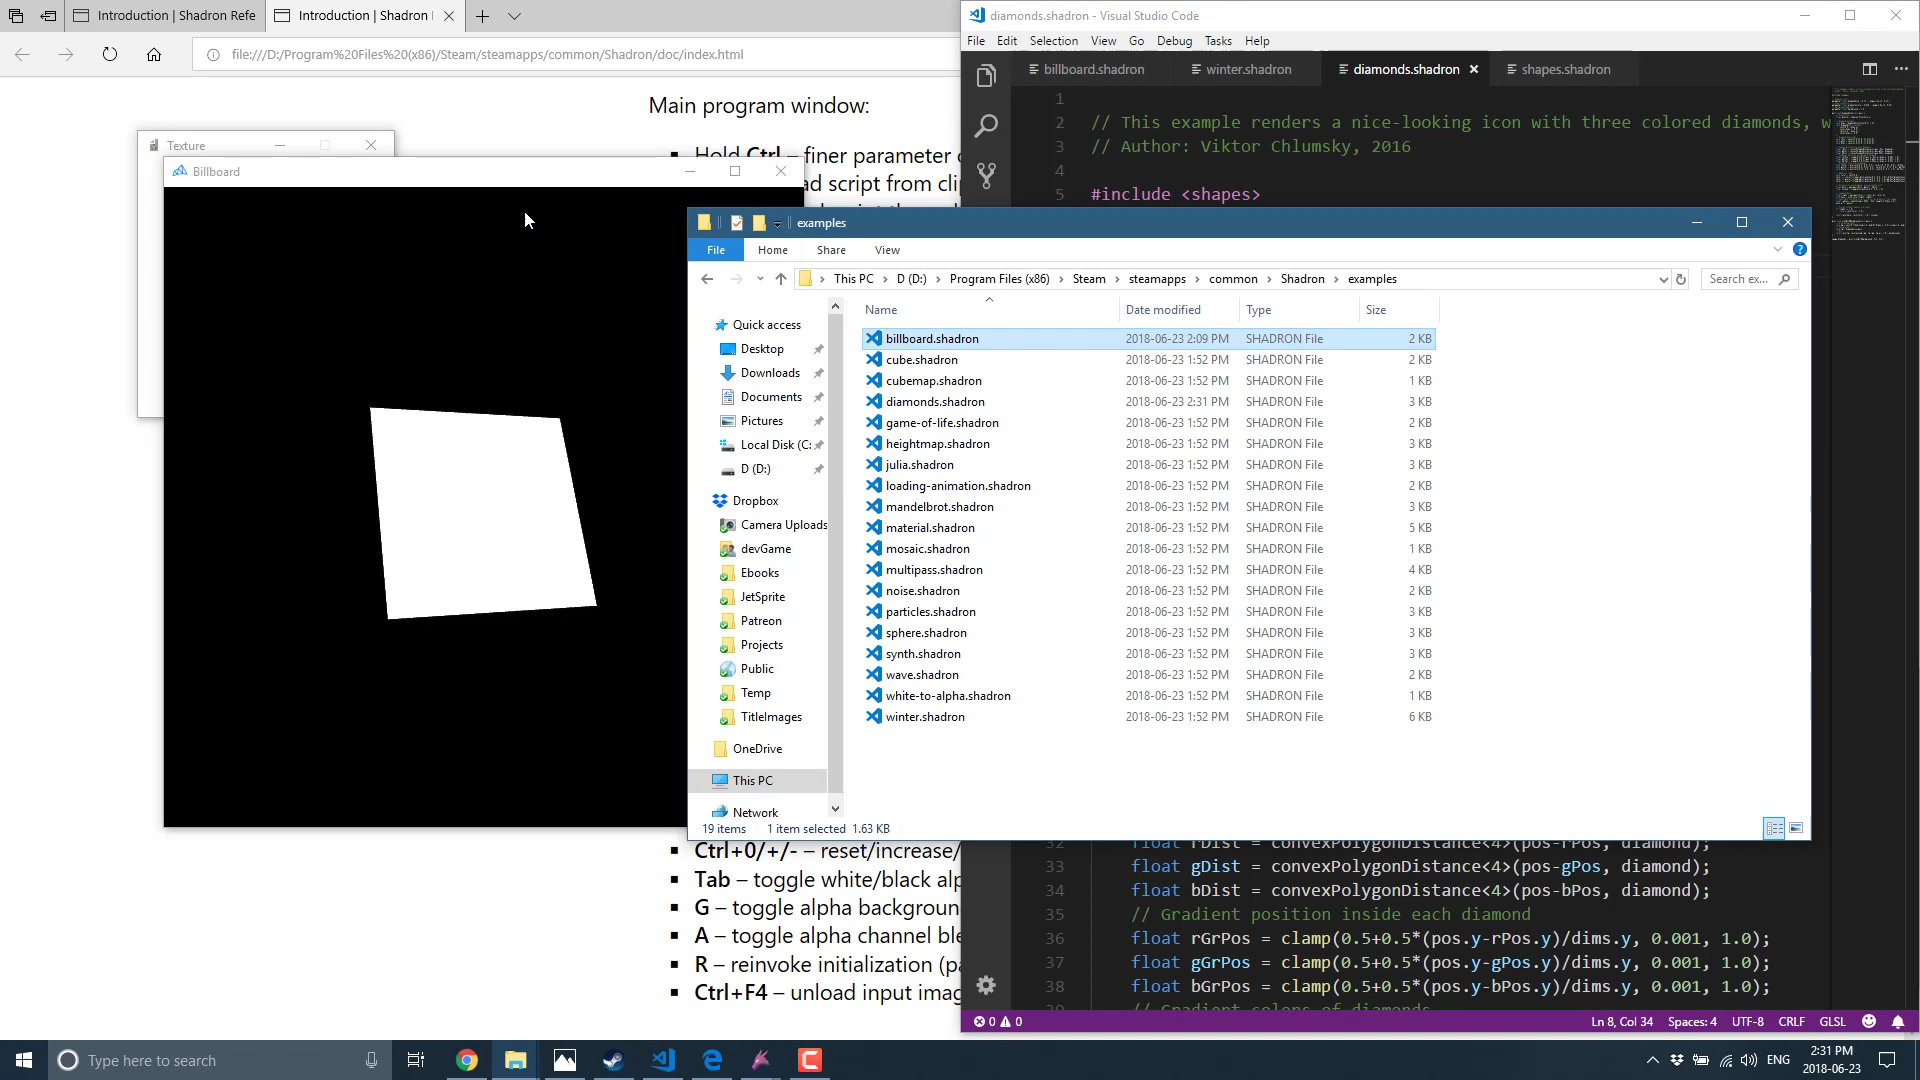 Introduction | Shadron Refe
Introduction | Shadron
file:///D:/Program%20Files%20(x86)/Steam/steamapps/common/Shadron/doc/index.html
Main program window:
Hold Ctrl – finer parameter
Texture
Billboard
ad script from cli
diamonds.shadron - Visual Studio Code
File Edit Selection View Go Debug Tasks Help
billboard.shadron winter.shadron diamonds.shadron shapes.shadron
1
2 // This example renders a nice-looking icon with three colored diamonds, w
3 // Author: Viktor Chlumsky, 2016
4
5 #include <shapes>
examples
File Home Share View
This PC D (D:) Program Files (x86) Steam steamapps common Shadron examples
Search ex...
Quick access
Desktop
Downloads
Documents
Pictures
Local Disk (C:
D (D:)
Dropbox
Camera Uploads
devGame
Ebooks
JetSprite
Patreon
Projects
Public
Temp
TitleImages
OneDrive
This PC
Network
Name Date modified Type Size
billboard.shadron 2018-06-23 2:09 PM SHADRON File 2 KB
cube.shadron 2018-06-23 1:52 PM SHADRON File 2 KB
cubemap.shadron 2018-06-23 1:52 PM SHADRON File 1 KB
diamonds.shadron 2018-06-23 2:31 PM SHADRON File 3 KB
game-of-life.shadron 2018-06-23 1:52 PM SHADRON File 2 KB
heightmap.shadron 2018-06-23 1:52 PM SHADRON File 3 KB
julia.shadron 2018-06-23 1:52 PM SHADRON File 3 KB
loading-animation.shadron 2018-06-23 1:52 PM SHADRON File 2 KB
mandelbrot.shadron 2018-06-23 1:52 PM SHADRON File 3 KB
material.shadron 2018-06-23 1:52 PM SHADRON File 5 KB
mosaic.shadron 2018-06-23 1:52 PM SHADRON File 1 KB
multipass.shadron 2018-06-23 1:52 PM SHADRON File 4 KB
noise.shadron 2018-06-23 1:52 PM SHADRON File 2 KB
particles.shadron 2018-06-23 1:52 PM SHADRON File 3 KB
sphere.shadron 2018-06-23 1:52 PM SHADRON File 3 KB
synth.shadron 2018-06-23 1:52 PM SHADRON File 3 KB
wave.shadron 2018-06-23 1:52 PM SHADRON File 2 KB
white-to-alpha.shadron 2018-06-23 1:52 PM SHADRON File 1 KB
winter.shadron 2018-06-23 1:52 PM SHADRON File 6 KB
19 items 1 item selected 1.63 KB
Ctrl+0/+/- – reset/increase/
Tab – toggle white/black alp
G – toggle alpha backgroun
A – toggle alpha channel ble
R – reinvoke initialization (pa
Ctrl+F4 – unload input imag
32 float rDist = convexPolygonDistance<4>(pos-rPos, diamond);
33 float gDist = convexPolygonDistance<4>(pos-gPos, diamond);
34 float bDist = convexPolygonDistance<4>(pos-bPos, diamond);
35 // Gradient position inside each diamond
36 float rGrPos = clamp(0.5+0.5*(pos.y-rPos.y)/dims.y, 0.001, 1.0);
37 float gGrPos = clamp(0.5+0.5*(pos.y-gPos.y)/dims.y, 0.001, 1.0);
38 float bGrPos = clamp(0.5+0.5*(pos.y-bPos.y)/dims.y, 0.001, 1.0);
39 // Gradient colors of diamonds
0 0
Ln 8, Col 34 Spaces: 4 UTF-8 CRLF GLSL
Type here to search
ENG
2:31 PM
2018-06-23